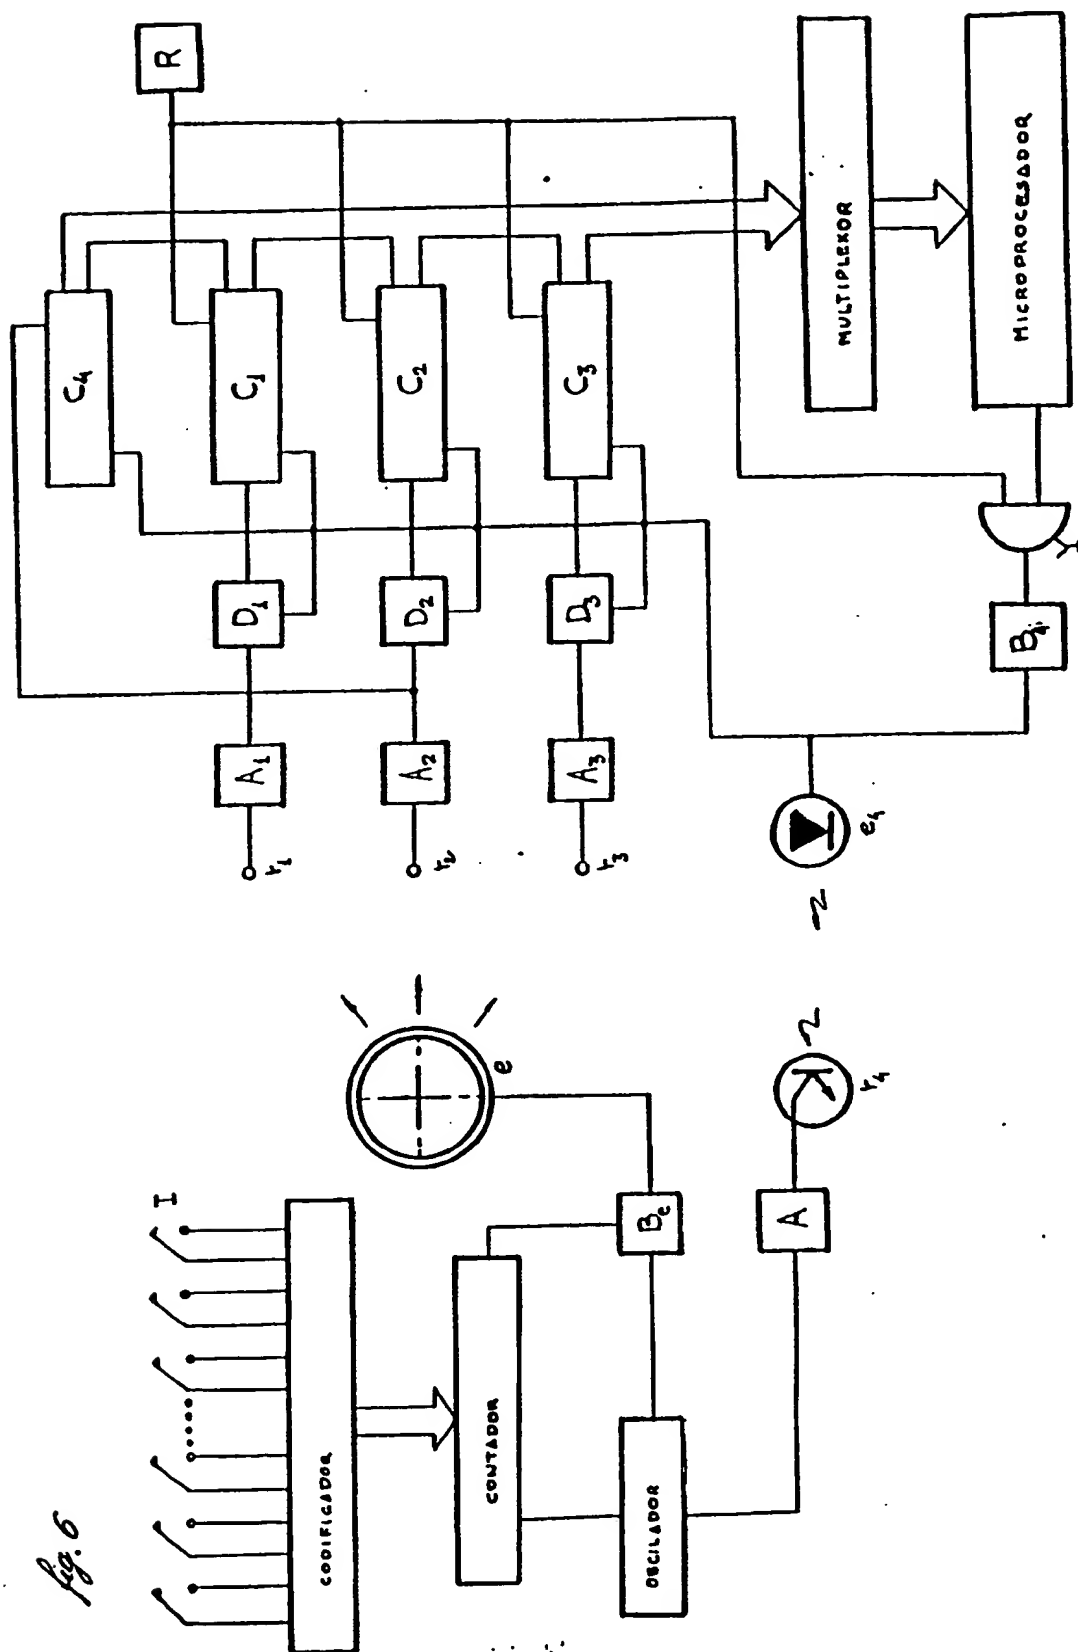 fig. 6
I
CODIFICADOR
CONTADOR
OSCILADOR
Be
A
e
r4
e4
r1
r2
r3
A1
A2
A3
D1
D2
D3
C4
C1
C2
C3
R
MULTIPLEXOR
MICROPROCESADOR
Y